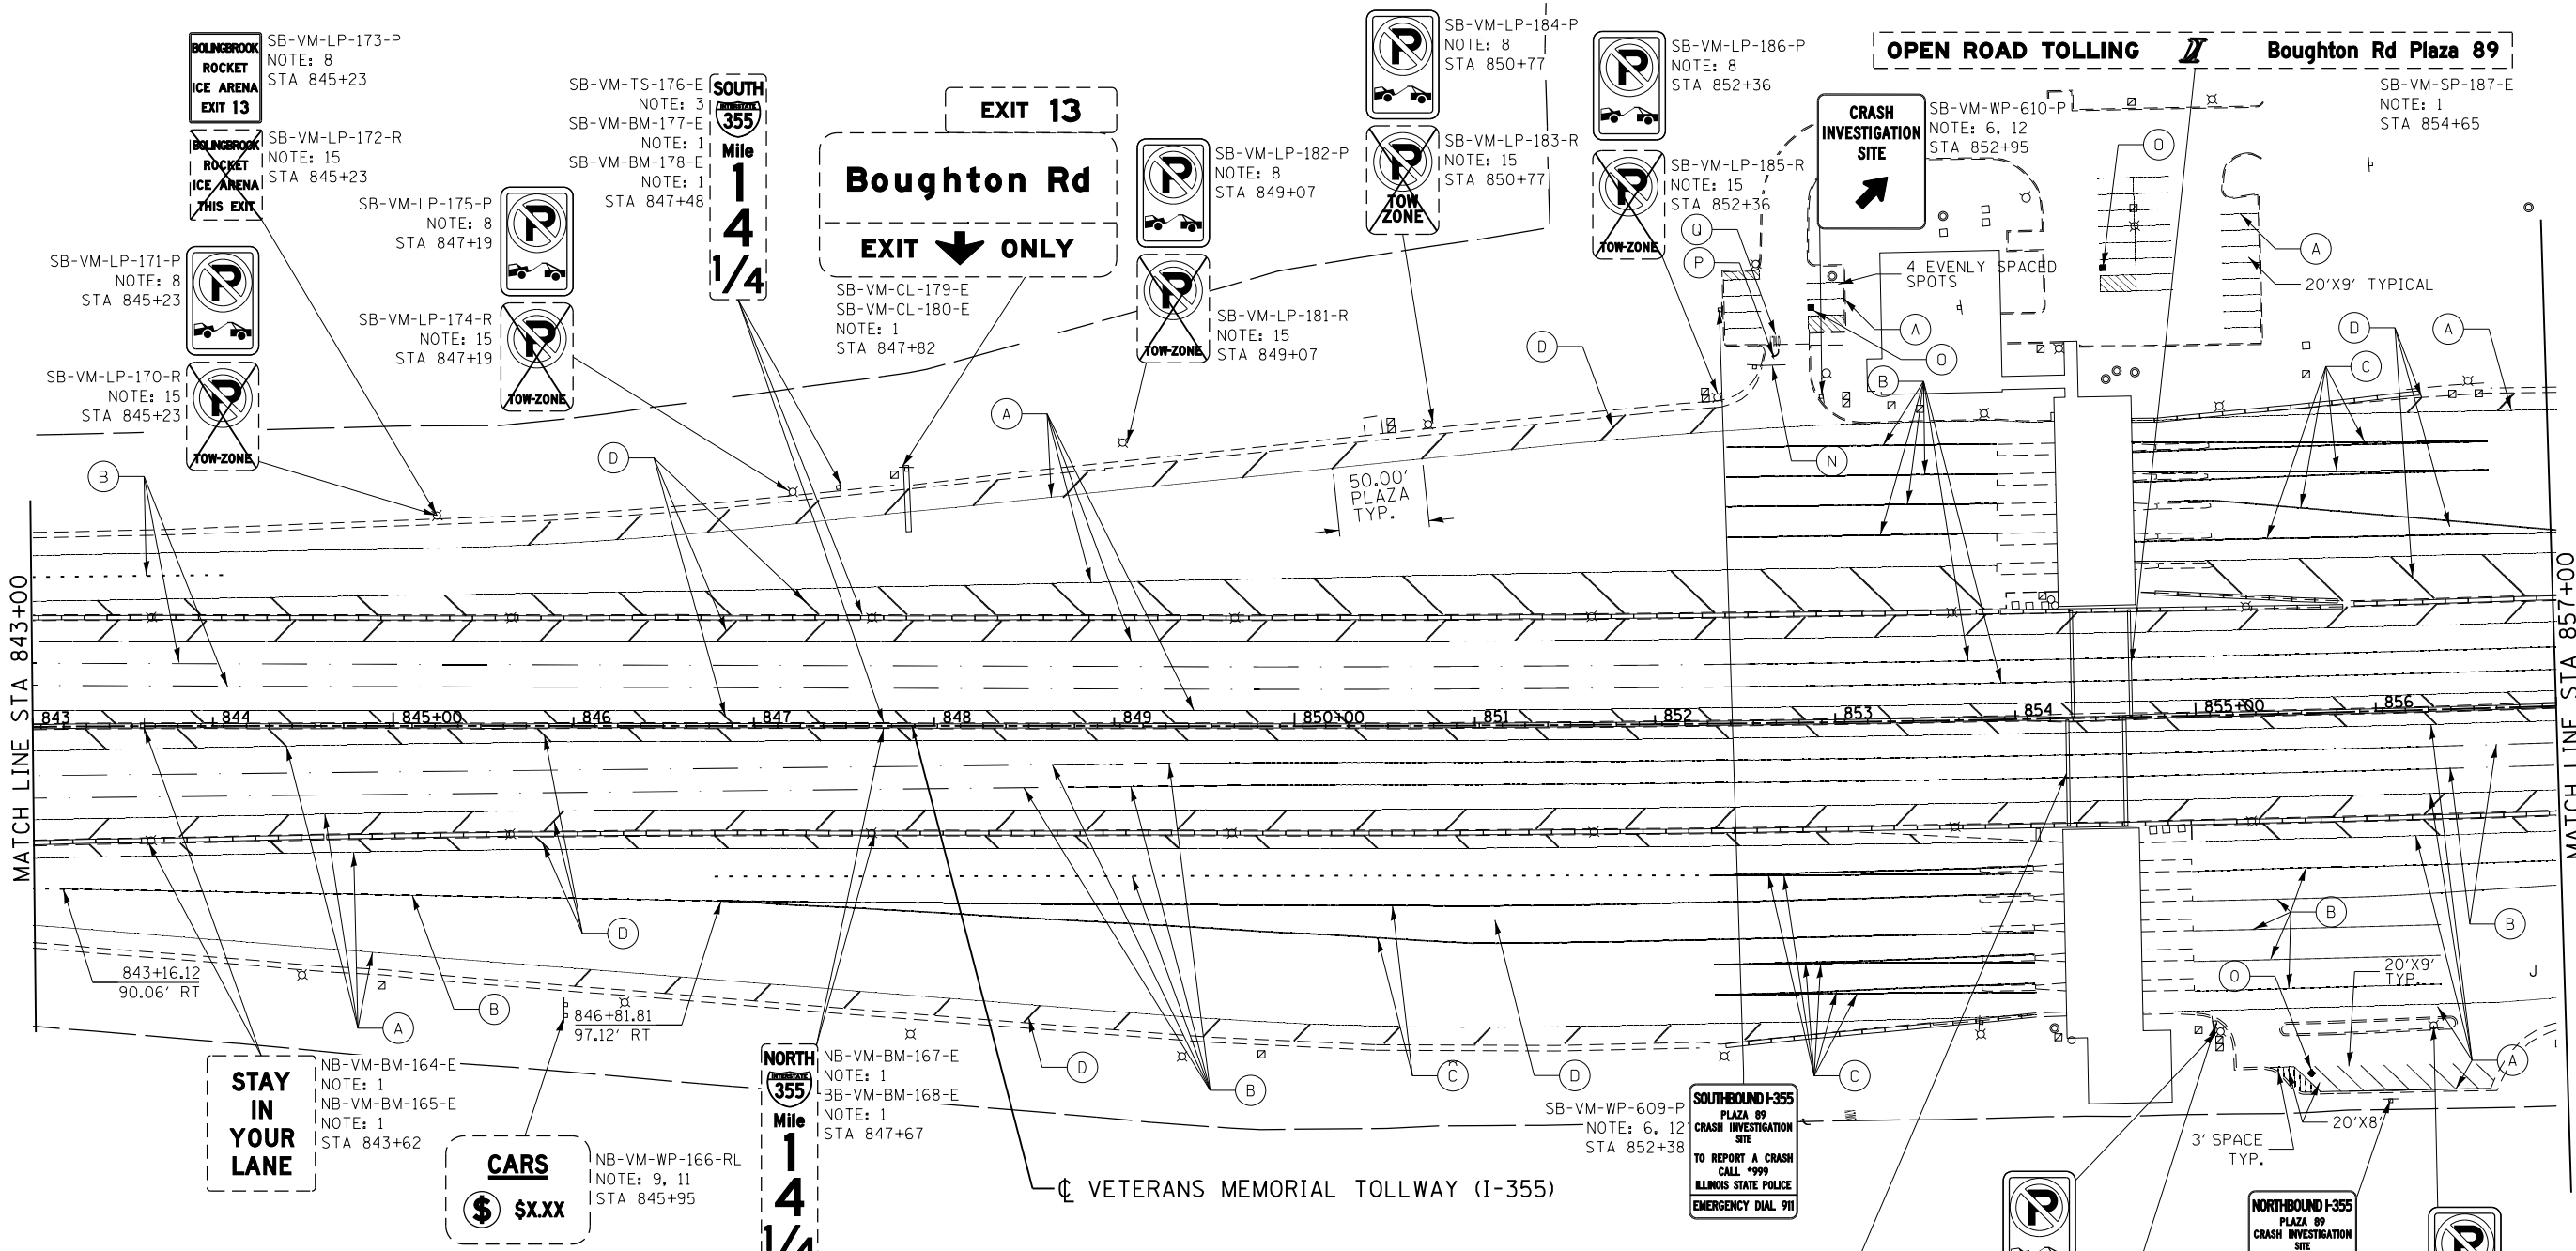 BOLINGBROOK
ROCKET
ICE ARENA
EXIT 13
SB-VM-LP-173-P
NOTE: 8
STA 845+23
BOLINGBROOK
ROCKET
ICE ARENA
THIS EXIT
SB-VM-LP-172-R
NOTE: 15
STA 845+23
SB-VM-LP-171-P
NOTE: 8
STA 845+23
P
SB-VM-LP-170-R
NOTE: 15
STA 845+23
P
TOW-ZONE
SB-VM-LP-175-P
NOTE: 8
STA 847+19
P
SB-VM-LP-174-R
NOTE: 15
STA 847+19
P
TOW-ZONE
SB-VM-TS-176-E
NOTE: 3
SB-VM-BM-177-E
NOTE: 1
SB-VM-BM-178-E
NOTE: 1
STA 847+48
SOUTH
INTERSTATE
355
Mile
1
4
1/4
EXIT 13
Boughton Rd
EXIT ONLY
SB-VM-CL-179-E
SB-VM-CL-180-E
NOTE: 1
STA 847+82
P
SB-VM-LP-182-P
NOTE: 8
STA 849+07
P
TOW-ZONE
SB-VM-LP-181-R
NOTE: 15
STA 849+07
P
SB-VM-LP-184-P
NOTE: 8
STA 850+77
P
TOW
ZONE
SB-VM-LP-183-R
NOTE: 15
STA 850+77
P
SB-VM-LP-186-P
NOTE: 8
STA 852+36
P
TOW-ZONE
SB-VM-LP-185-R
NOTE: 15
STA 852+36
OPEN ROAD TOLLING Boughton Rd Plaza 89
SB-VM-SP-187-E
NOTE: 1
STA 854+65
CRASH
INVESTIGATION
SITE
SB-VM-WP-610-P
NOTE: 6, 12
STA 852+95
O
Q
P
4 EVENLY SPACED
SPOTS
A
20'X9' TYPICAL
A
O
B
D
A
C
D
A
N
B
D
50.00'
PLAZA
TYP.
MATCH LINE STA 843+00
MATCH LINE STA 857+00
843
844
845+00
846
847
848
849
850+00
851
852
853
854
855+00
856
843+16.12
90.06' RT
B
A
D
846+81.81
97.12' RT
D
B
C
D
C
B
B
O
20'X9'
TYP.
J
A
20'X8'
3' SPACE
TYP.
STAY
IN
YOUR
LANE
NB-VM-BM-164-E
NOTE: 1
NB-VM-BM-165-E
NOTE: 1
STA 843+62
CARS
$ $X.XX
NB-VM-WP-166-RL
NOTE: 9, 11
STA 845+95
NORTH
INTERSTATE
355
Mile
1
4
1/4
NB-VM-BM-167-E
NOTE: 1
BB-VM-BM-168-E
NOTE: 1
STA 847+67
℄ VETERANS MEMORIAL TOLLWAY (I-355)
SB-VM-WP-609-P
NOTE: 6, 12
STA 852+38
SOUTHBOUND I-355
PLAZA 89
CRASH INVESTIGATION
SITE
TO REPORT A CRASH
CALL *999
ILLINOIS STATE POLICE
EMERGENCY DIAL 911
P
NORTHBOUND I-355
PLAZA 89
CRASH INVESTIGATION
SITE
P